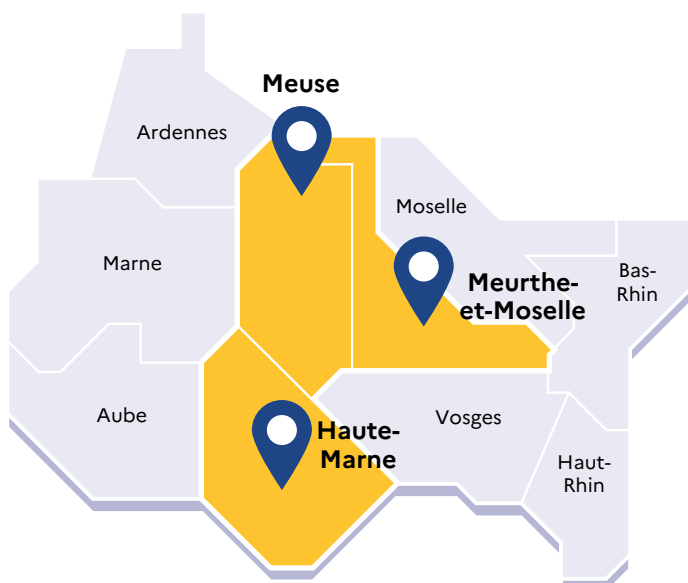 Meuse
Ardennes
Moselle
Marne
Meurthe-
et-Moselle
Bas-
Rhin
Aube
Haute-
Marne
Vosges
Haut-
Rhin